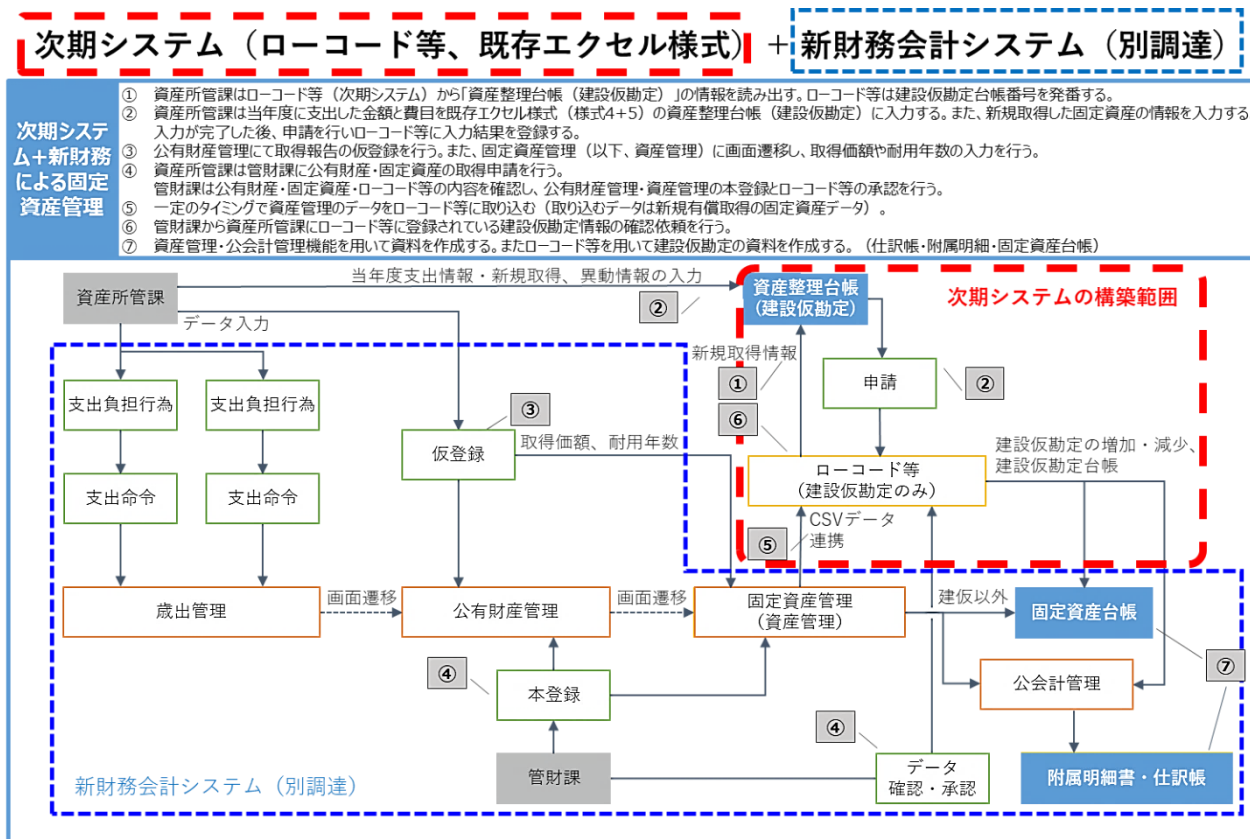 次期システム（ローコード等、既存エクセル様式）＋新財務会計システム（別調達）
次期システム＋新財務による固定資産管理
① 資産所管課はローコード等（次期システム）から「資産整理台帳（建設仮勘定）」の情報を読み出す。ローコード等は建設仮勘定台帳番号を発番する。
② 資産所管課は当年度に支出した金額と費目を既存エクセル様式（様式4+5）の資産整理台帳（建設仮勘定）に入力する。また、新規取得した固定資産の情報を入力する
入力が完了した後、申請を行いローコード等に入力結果を登録する。
③ 公有財産管理にて取得報告の仮登録を行う。また、固定資産管理（以下、資産管理）に画面遷移し、取得価額や耐用年数の入力を行う。
④ 資産所管課は管財課に公有財産・固定資産の取得申請を行う。
管財課は公有財産・固定資産・ローコード等の内容を確認し、公有財産管理・資産管理の本登録とローコード等の承認を行う。
⑤ 一定のタイミングで資産管理のデータをローコード等に取り込む（取り込むデータは新規有償取得の固定資産データ）。
⑥ 管財課から資産所管課にローコード等に登録されている建設仮勘定情報の確認依頼を行う。
⑦ 資産管理・公会計管理機能を用いて資料を作成する。またローコード等を用いて建設仮勘定の資料を作成する。（仕訳帳・附属明細・固定資産台帳）
資産所管課
当年度支出情報・新規取得、異動情報の入力
②
資産整理台帳
(建設仮勘定)
次期システムの構築範囲
データ入力
新規取得情報
①
申請
②
支出負担行為
支出負担行為
③
⑥
仮登録
取得価額、耐用年数
建設仮勘定の増加・減少、
建設仮勘定台帳
ローコード等
(建設仮勘定のみ)
支出命令
支出命令
CSVデータ
連携
⑤
歳出管理
画面遷移
公有財産管理
画面遷移
固定資産管理
(資産管理)
建仮以外
固定資産台帳
④
本登録
公会計管理
⑦
④
管財課
データ
確認・承認
附属明細書・仕訳帳
新財務会計システム（別調達）